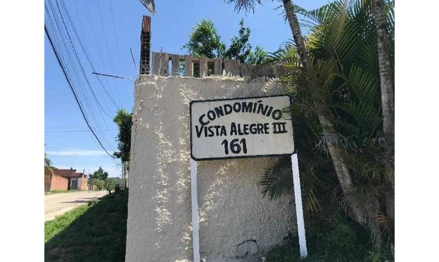 CONDOMÍNIO
VISTA ALEGRE III
161